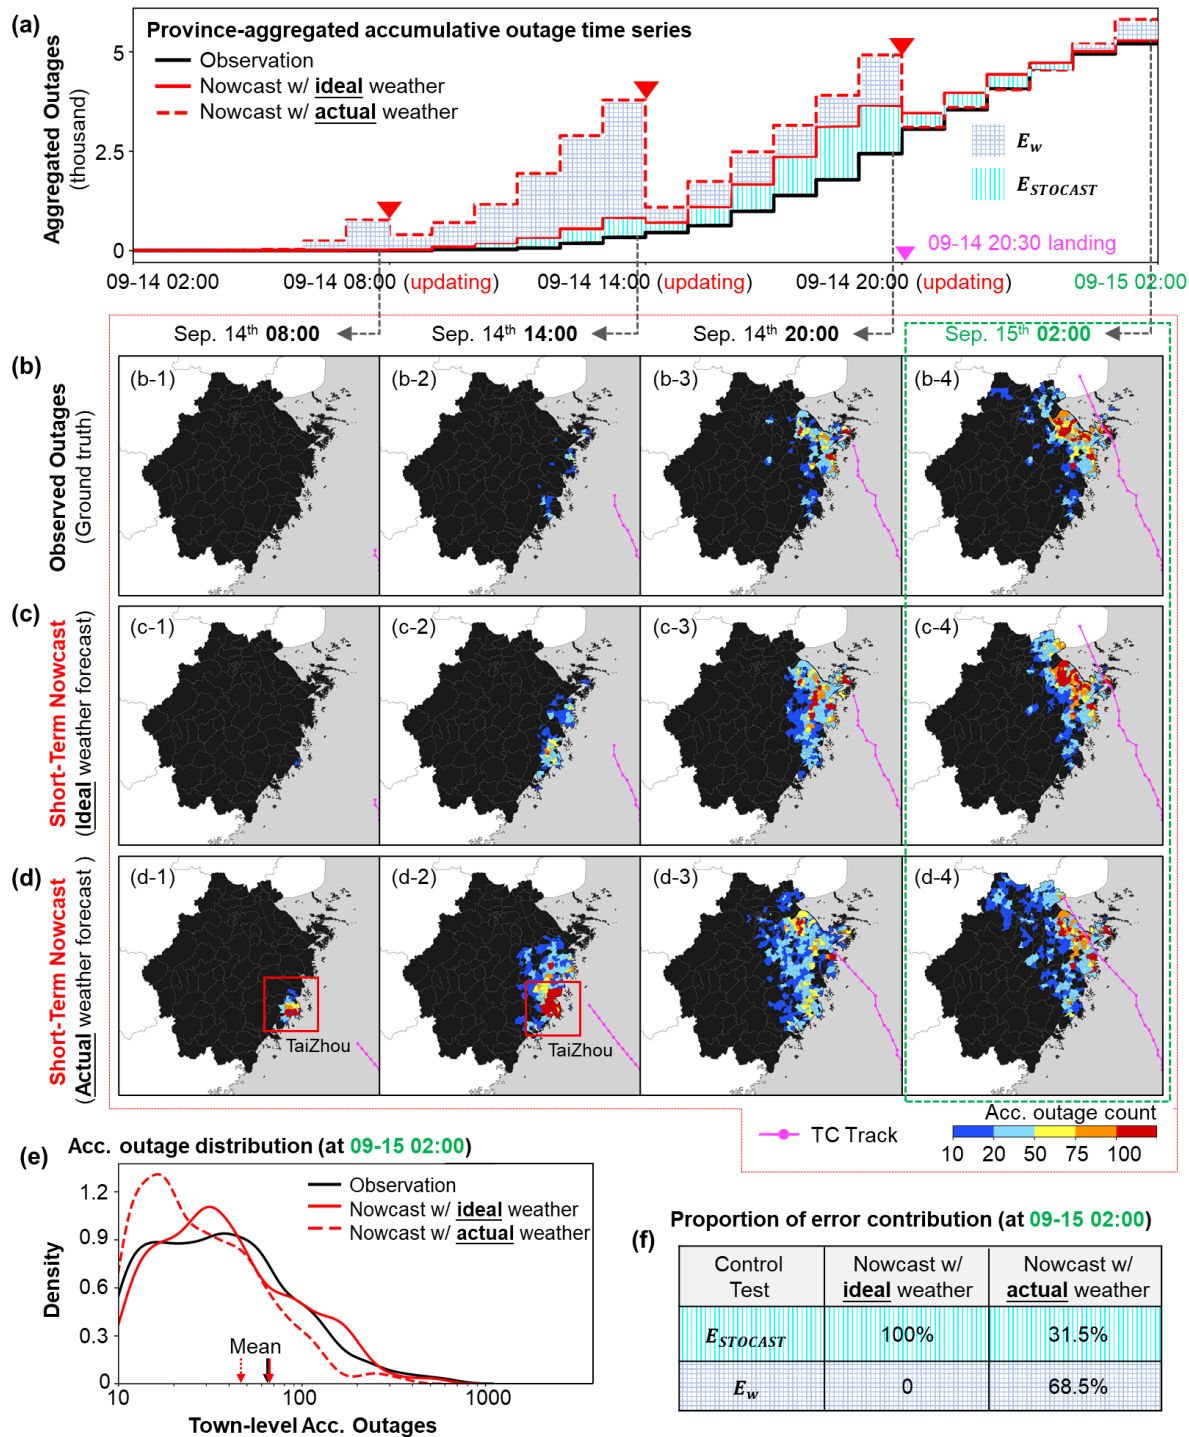 (a)
Province-aggregated accumulative outage time series
Observation
Nowcast w/ ideal weather
Nowcast w/ actual weather
Aggregated Outages
(thousand)
5
2.5
0
E_w
E_STOCAST
09-14 20:30 landing
09-14 02:00
09-14 08:00 (updating)
09-14 14:00 (updating)
09-14 20:00 (updating)
09-15 02:00
Sep. 14th 08:00
Sep. 14th 14:00
Sep. 14th 20:00
Sep. 15th 02:00
(b)
Observed Outages
(Ground truth)
(b-1)
(b-2)
(b-3)
(b-4)
(c)
Short-Term Nowcast
(Ideal weather forecast)
(c-1)
(c-2)
(c-3)
(c-4)
(d)
Short-Term Nowcast
(Actual weather forecast )
(d-1)
(d-2)
(d-3)
(d-4)
TaiZhou
TaiZhou
TC Track
Acc. outage count
10 20 50 75 100
(e)
Acc. outage distribution (at 09-15 02:00)
Observation
Nowcast w/ ideal weather
Nowcast w/ actual weather
Density
1.2
0.9
0.6
0.3
0
Mean
10
100
1000
Town-level Acc. Outages
(f)
Proportion of error contribution (at 09-15 02:00)
Control Nowcast w/ Nowcast w/
Test ideal weather actual weather
E_STOCAST 100% 31.5%
E_w 0 68.5%